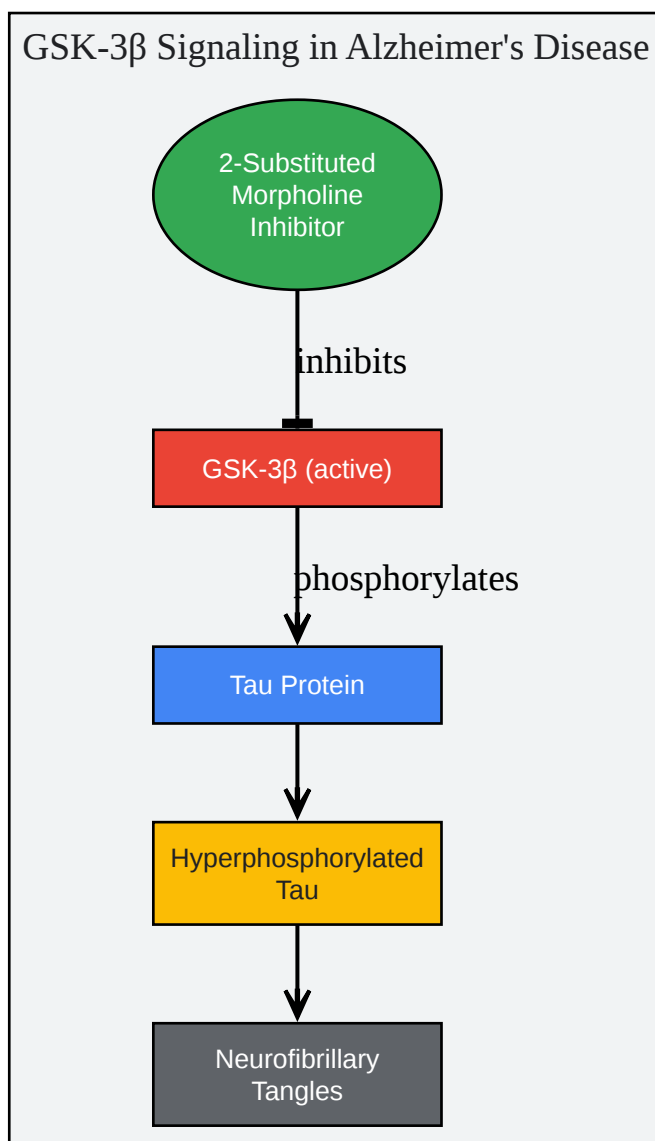 GSK-3β Signaling in Alzheimer's Disease
2-Substituted
Morpholine
Inhibitor
inhibits
GSK-3β (active)
phosphorylates
Tau Protein
Hyperphosphorylated
Tau
Neurofibrillary
Tangles